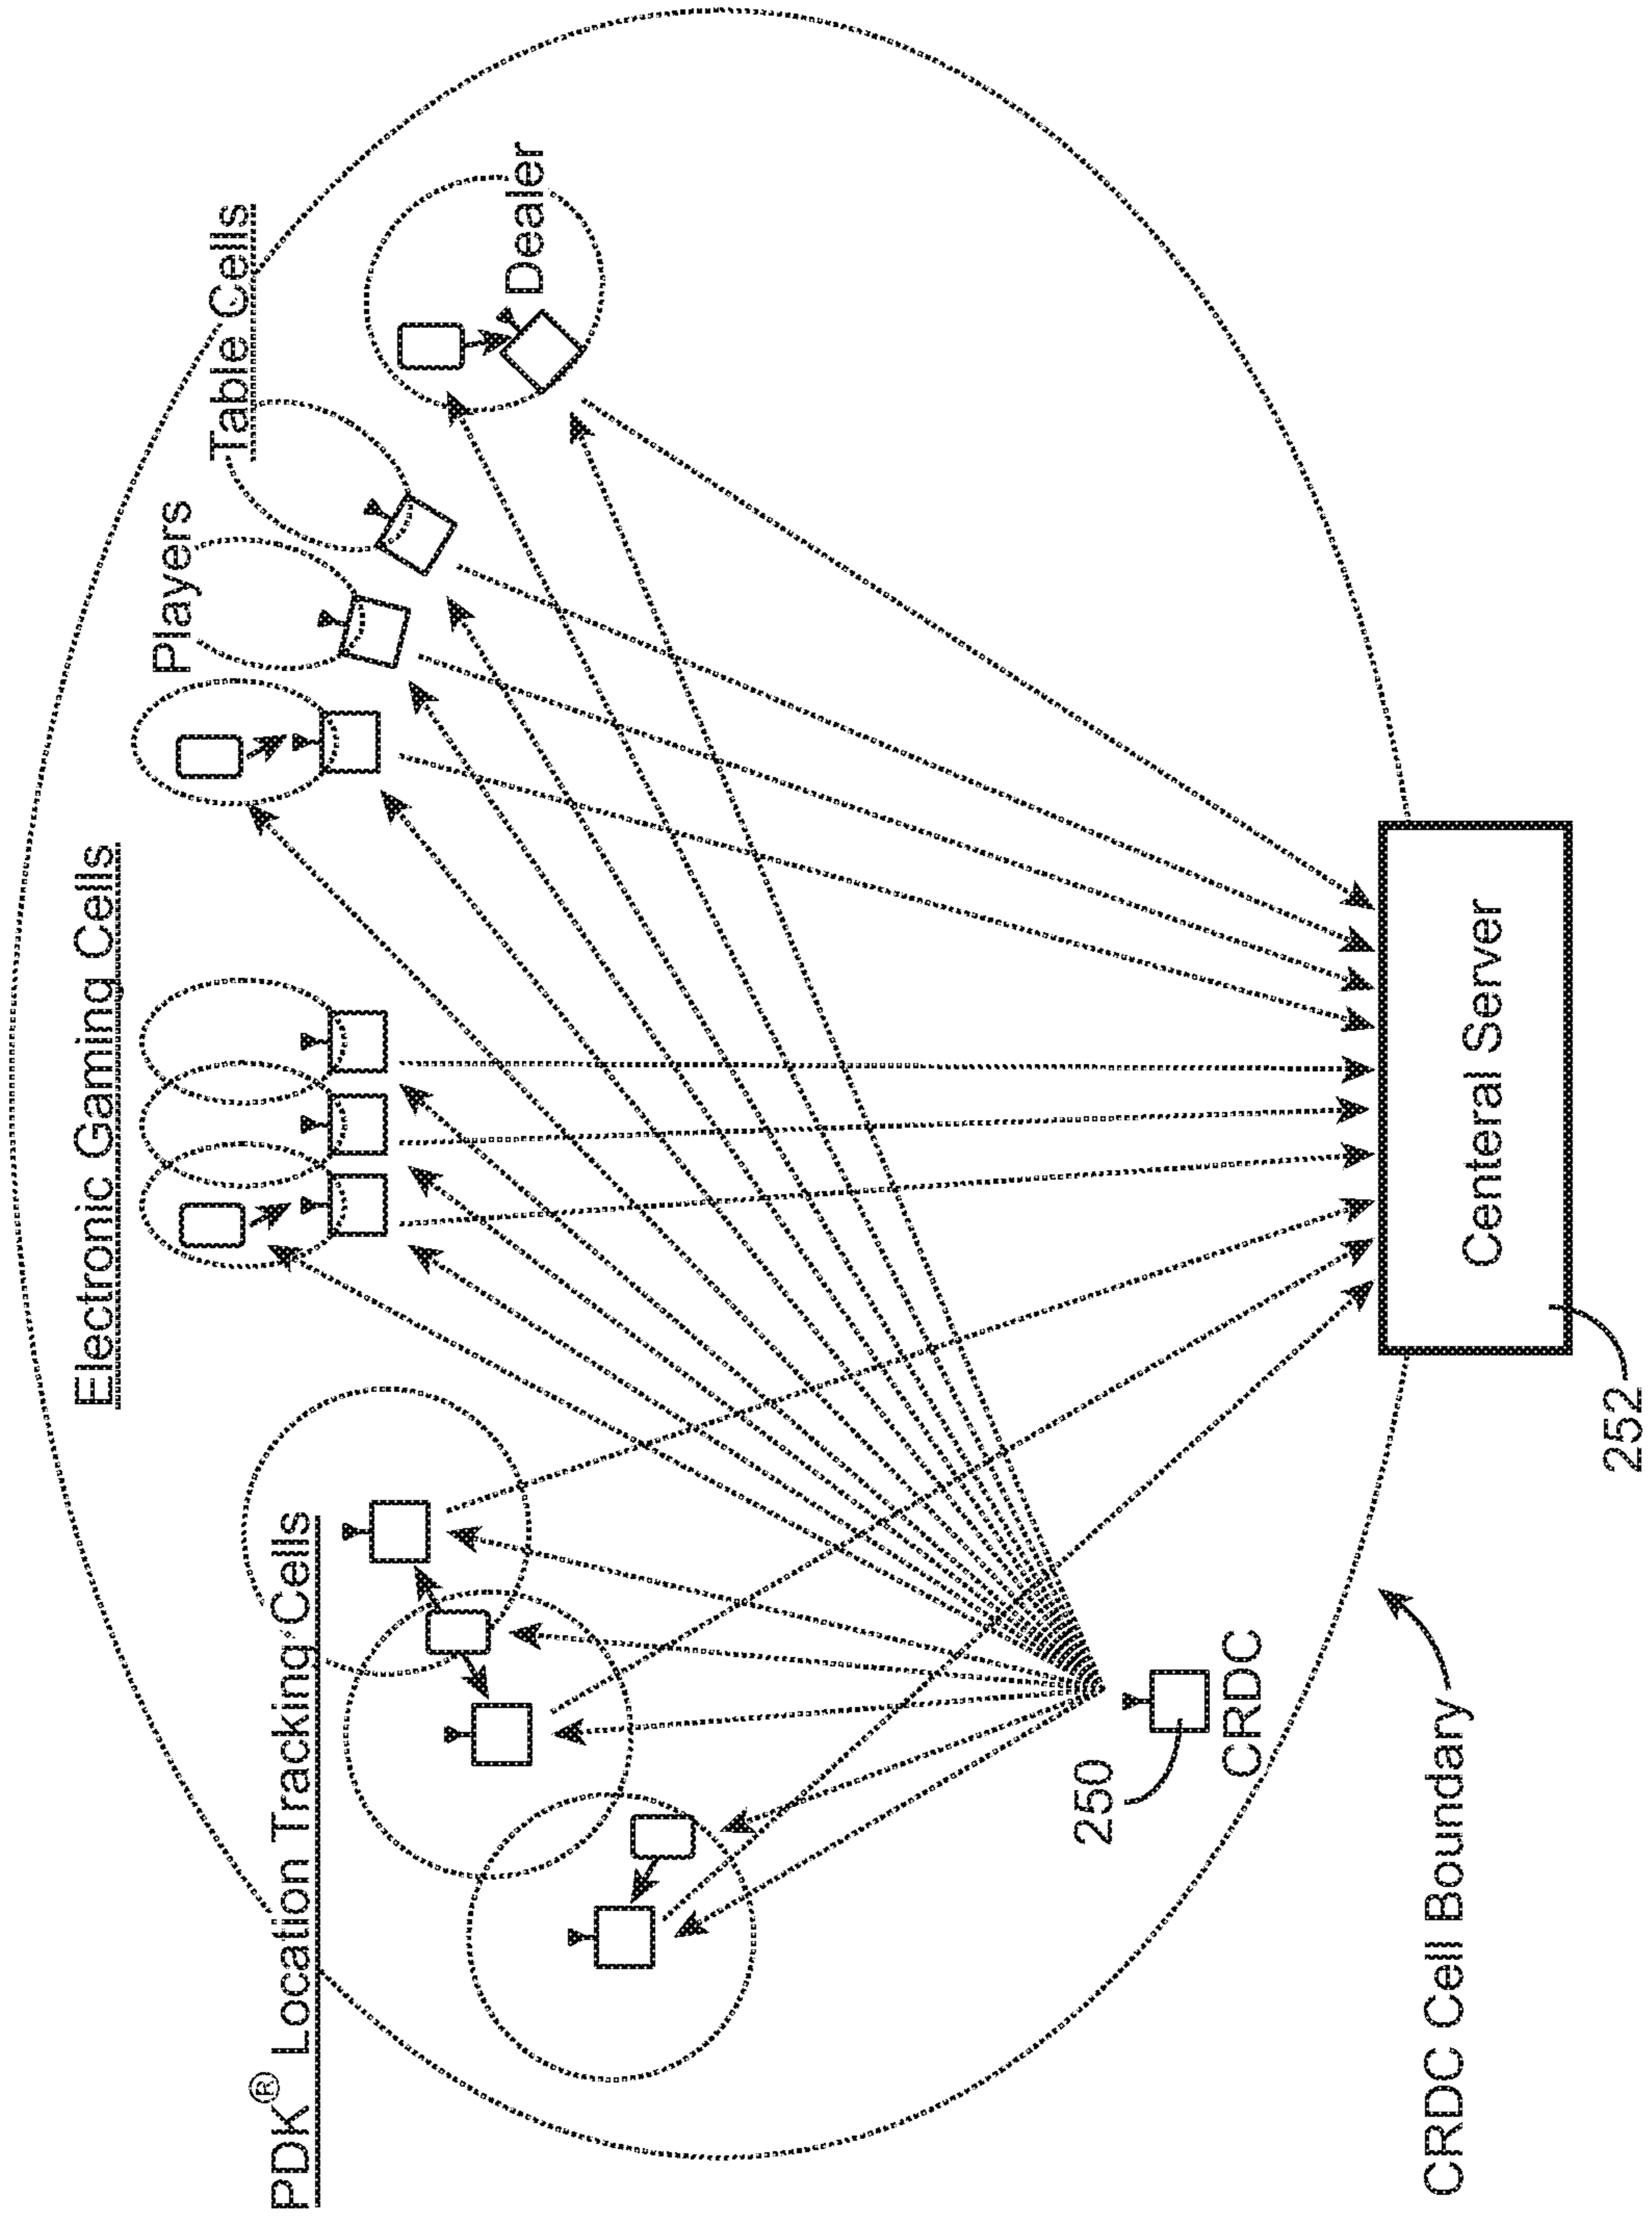 PDK® Location Tracking Cells
Electronic Gaming Cells
Players
Table Cells
Dealer
250
CRDC
CRDC Cell Boundary
Centeral Server
252